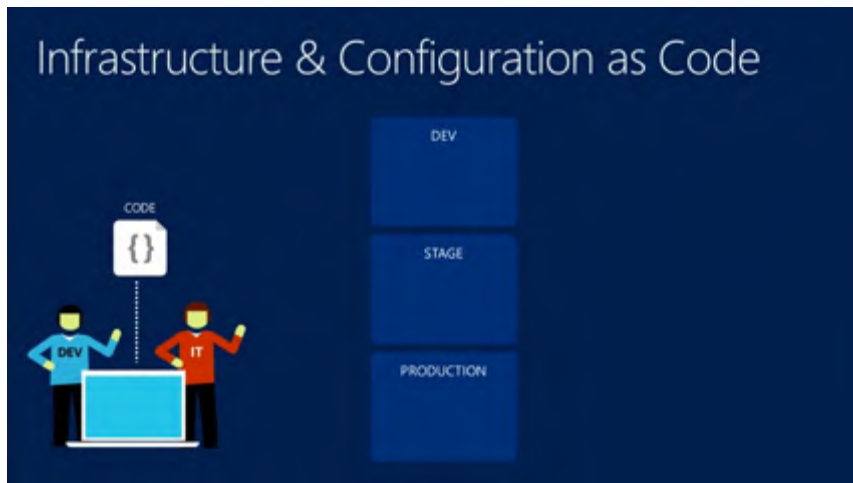 Infrastructure & Configuration as Code
DEV
CODE
{}
STAGE
DEV
IT
PRODUCTION